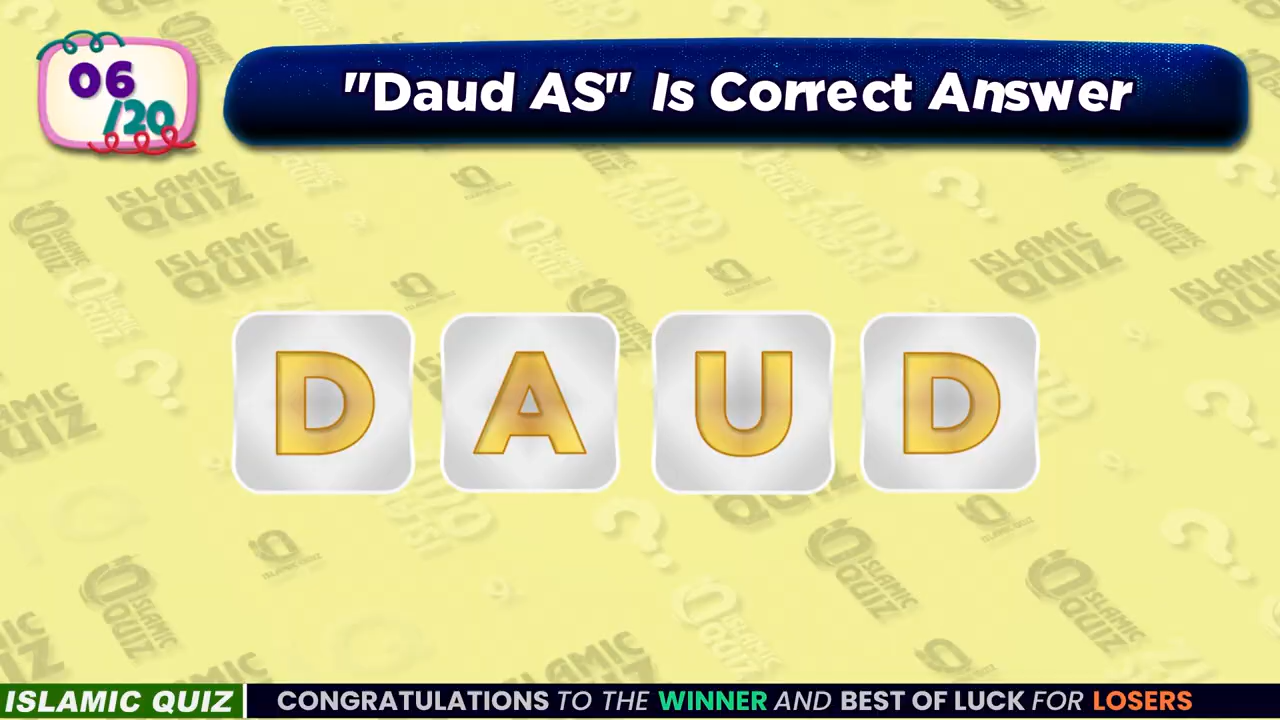 06
/20
"Daud AS" Is Correct Answer
D A U D
ISLAMIC QUIZ
CONGRATULATIONS TO THE WINNER AND BEST OF LUCK FOR LOSERS